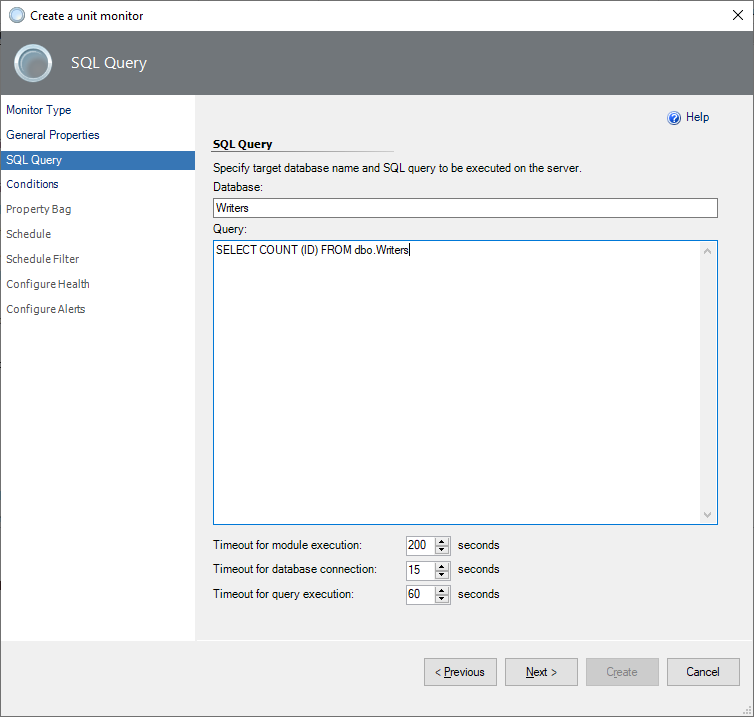 Create a unit monitor
SQL Query
Monitor Type
General Properties
SQL Query
Conditions
Property Bag
Schedule
Schedule Filter
Configure Health
Configure Alerts
Help
SQL Query
Specify target database name and SQL query to be executed on the server.
Database:
Writers
Query:
SELECT COUNT (ID) FROM dbo.Writers
Timeout for module execution: 200 seconds
Timeout for database connection: 15 seconds
Timeout for query execution: 60 seconds
< Previous Next > Create Cancel